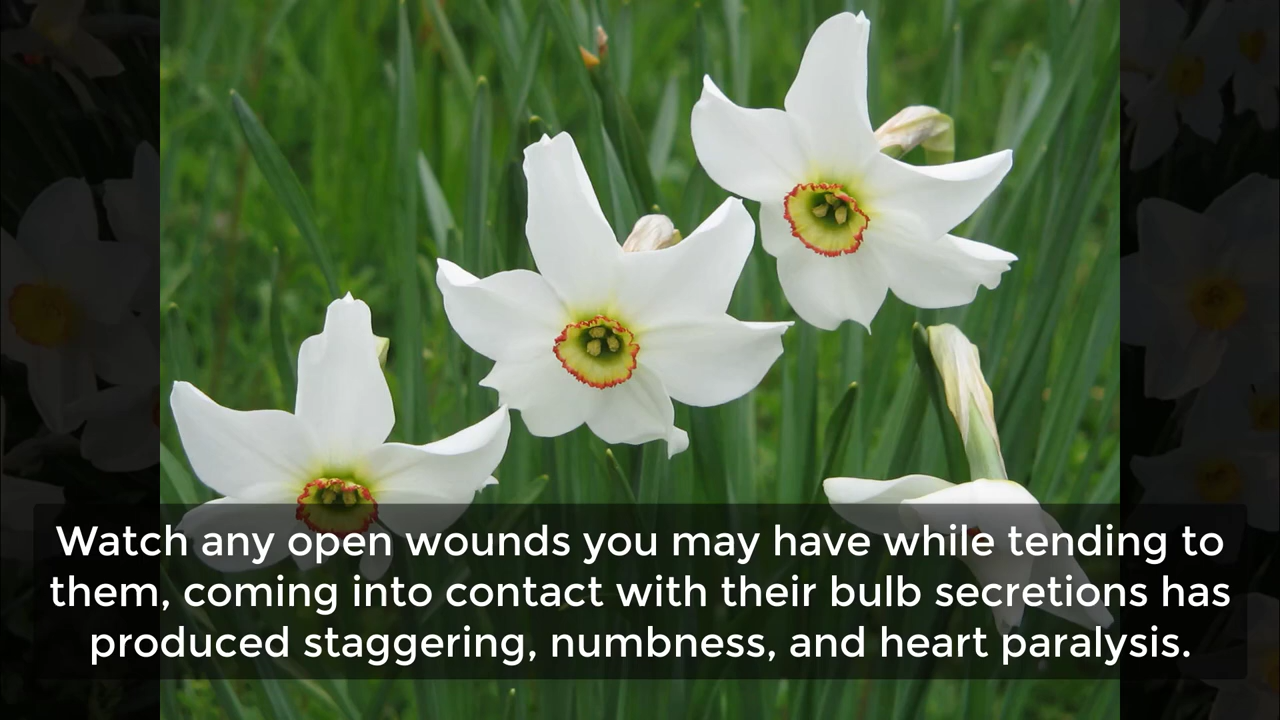 Watch any open wounds you may have while tending to
them, coming into contact with their bulb secretions has
produced staggering, numbness, and heart paralysis.